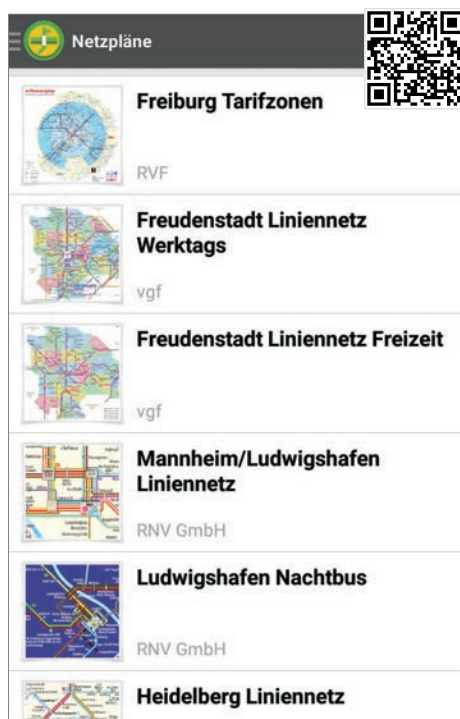 Netzpläne
Freiburg Tarifzonen
RVF
Freudenstadt Liniennetz
Werktags
vgf
Freudenstadt Liniennetz Freizeit
vgf
Mannheim/Ludwigshafen
Liniennetz
RNV GmbH
Ludwigshafen Nachtbus
RNV GmbH
Heidelberg Liniennetz